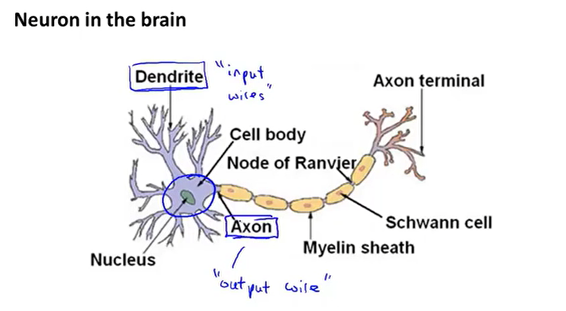 Neuron in the brain
Dendrite
"input
wires"
Axon terminal
Cell body
Node of Ranvier
Axon
Schwann cell
Myelin sheath
Nucleus
"output wire"